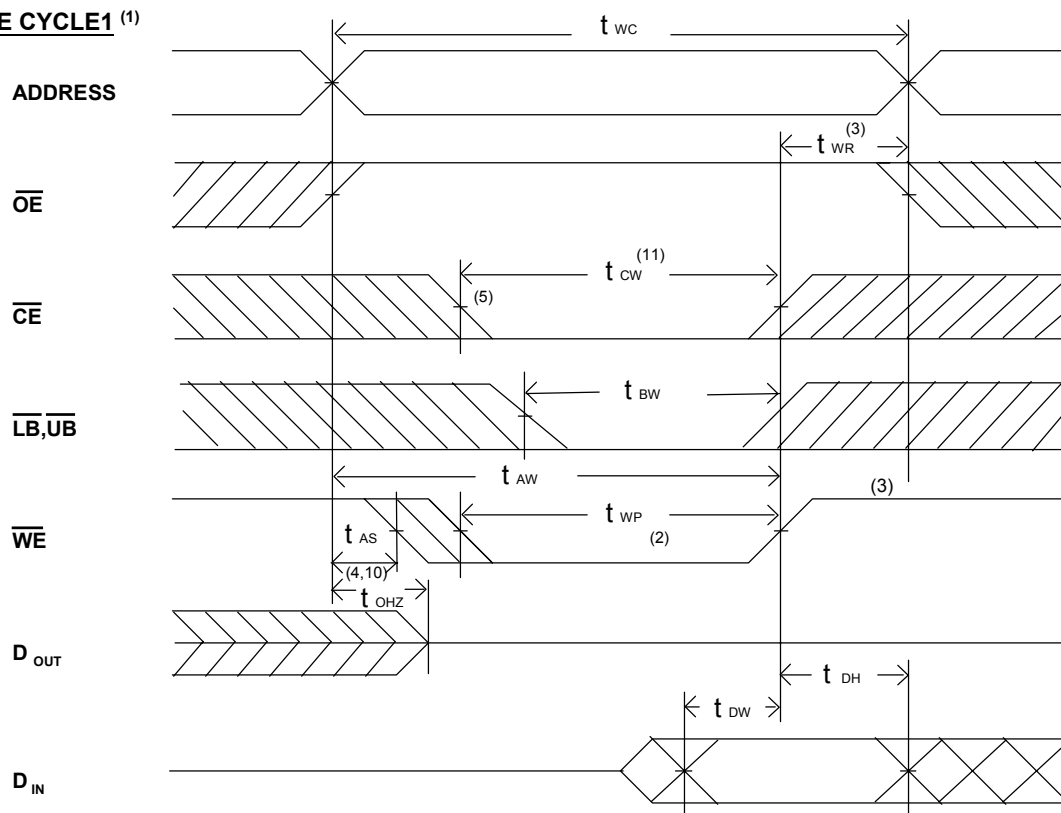 E CYCLE1 (1)
t WC
ADDRESS
t WR (3)
OE
t CW (11)
CE
(5)
t BW
LB,UB
t AW
(3)
t WP
WE
(2)
t AS
(4,10)
t OHZ
D OUT
t DH
t DW
D IN